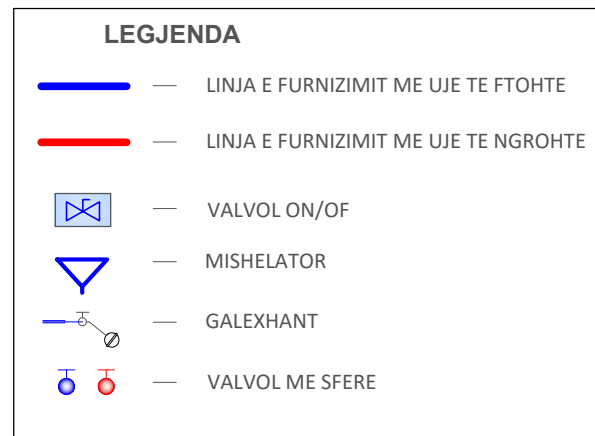 LEGJENDA
— LINJA E FURNIZIMIT ME UJE TE FTOHTE
— LINJA E FURNIZIMIT ME UJE TE NGROHTE
— VALVOL ON/OF
— MISHELATOR
— GALEXHANT
— VALVOL ME SFERE